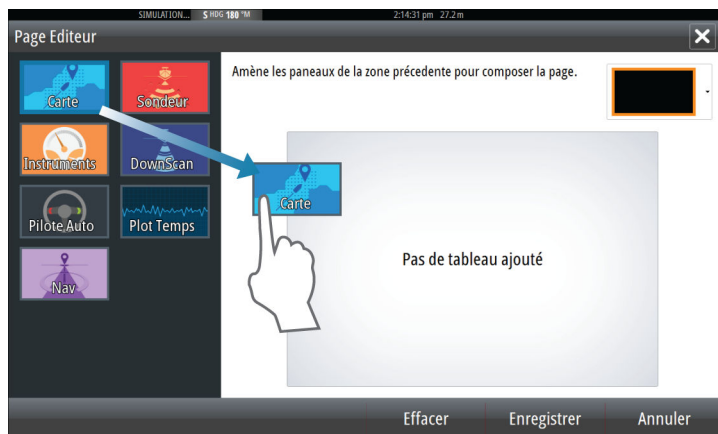 SIMULATION... S HDG 180 °M 2:14:31 pm 27.2 m
Page Editeur
Amène les paneaux de la zone précedente pour composer la page.
Carte Sondeur
Instruments DownScan
Carte
Pilote Auto Plot Temps
Pas de tableau ajouté
Nav
Effacer Enregistrer Annuler